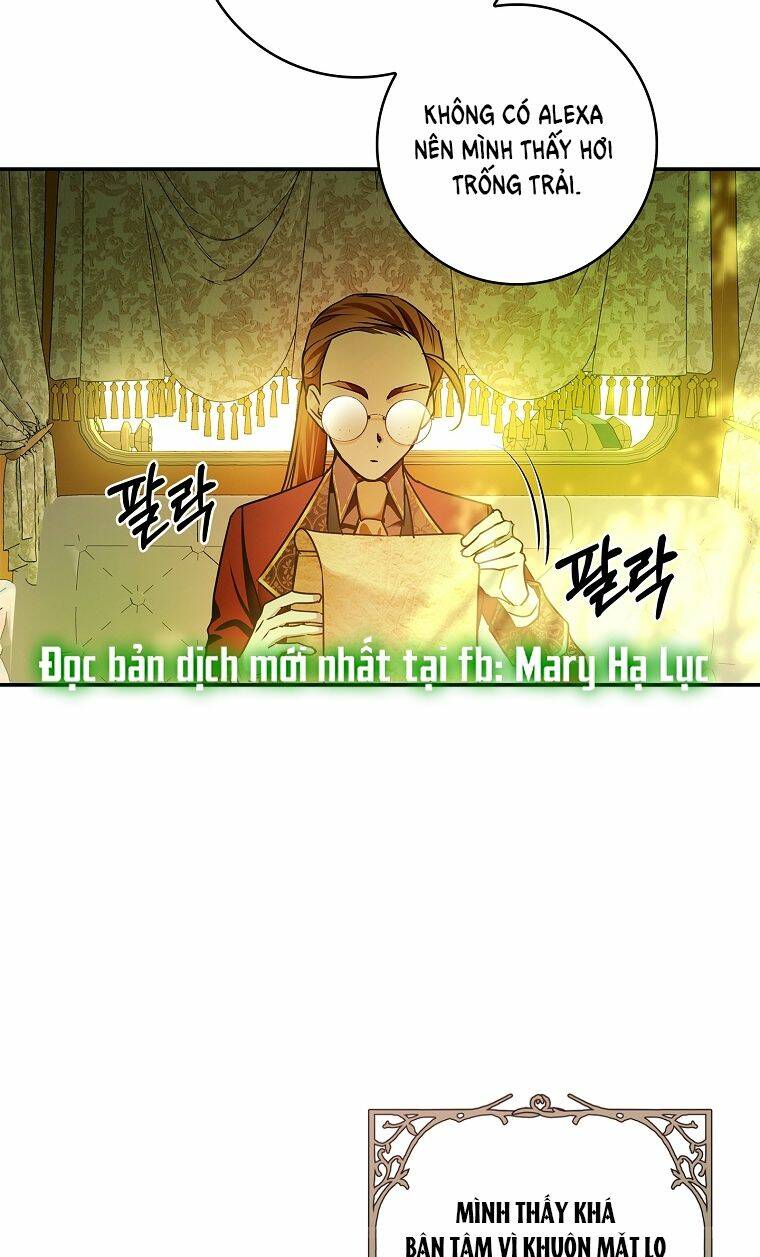 KHÔNG CÓ ALEXA
NÊN MÌNH THẤY HƠI
TRỐNG TRẢI.
팔락
팔락
Đọc bản dịch mới nhất tại fb: Mary Hạ Lục
MÌNH THẤY KHÁ
BẬN TÂM VÌ KHUÔN MẶT LO